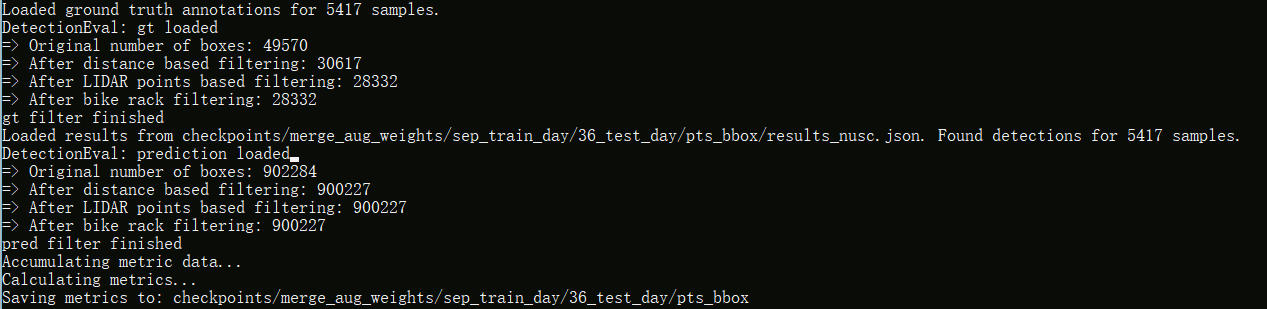 Loaded ground truth annotations for 5417 samples.
DetectionEval: gt loaded
=> Original number of boxes: 49570
=> After distance based filtering: 30617
=> After LIDAR points based filtering: 28332
=> After bike rack filtering: 28332
gt filter finished
Loaded results from checkpoints/merge_aug_weights/sep_train_day/36_test_day/pts_bbox/results_nusc.json. Found detections for 5417 samples.
DetectionEval: prediction loaded
=> Original number of boxes: 902284
=> After distance based filtering: 900227
=> After LIDAR points based filtering: 900227
=> After bike rack filtering: 900227
pred filter finished
Accumulating metric data...
Calculating metrics...
Saving metrics to: checkpoints/merge_aug_weights/sep_train_day/36_test_day/pts_bbox